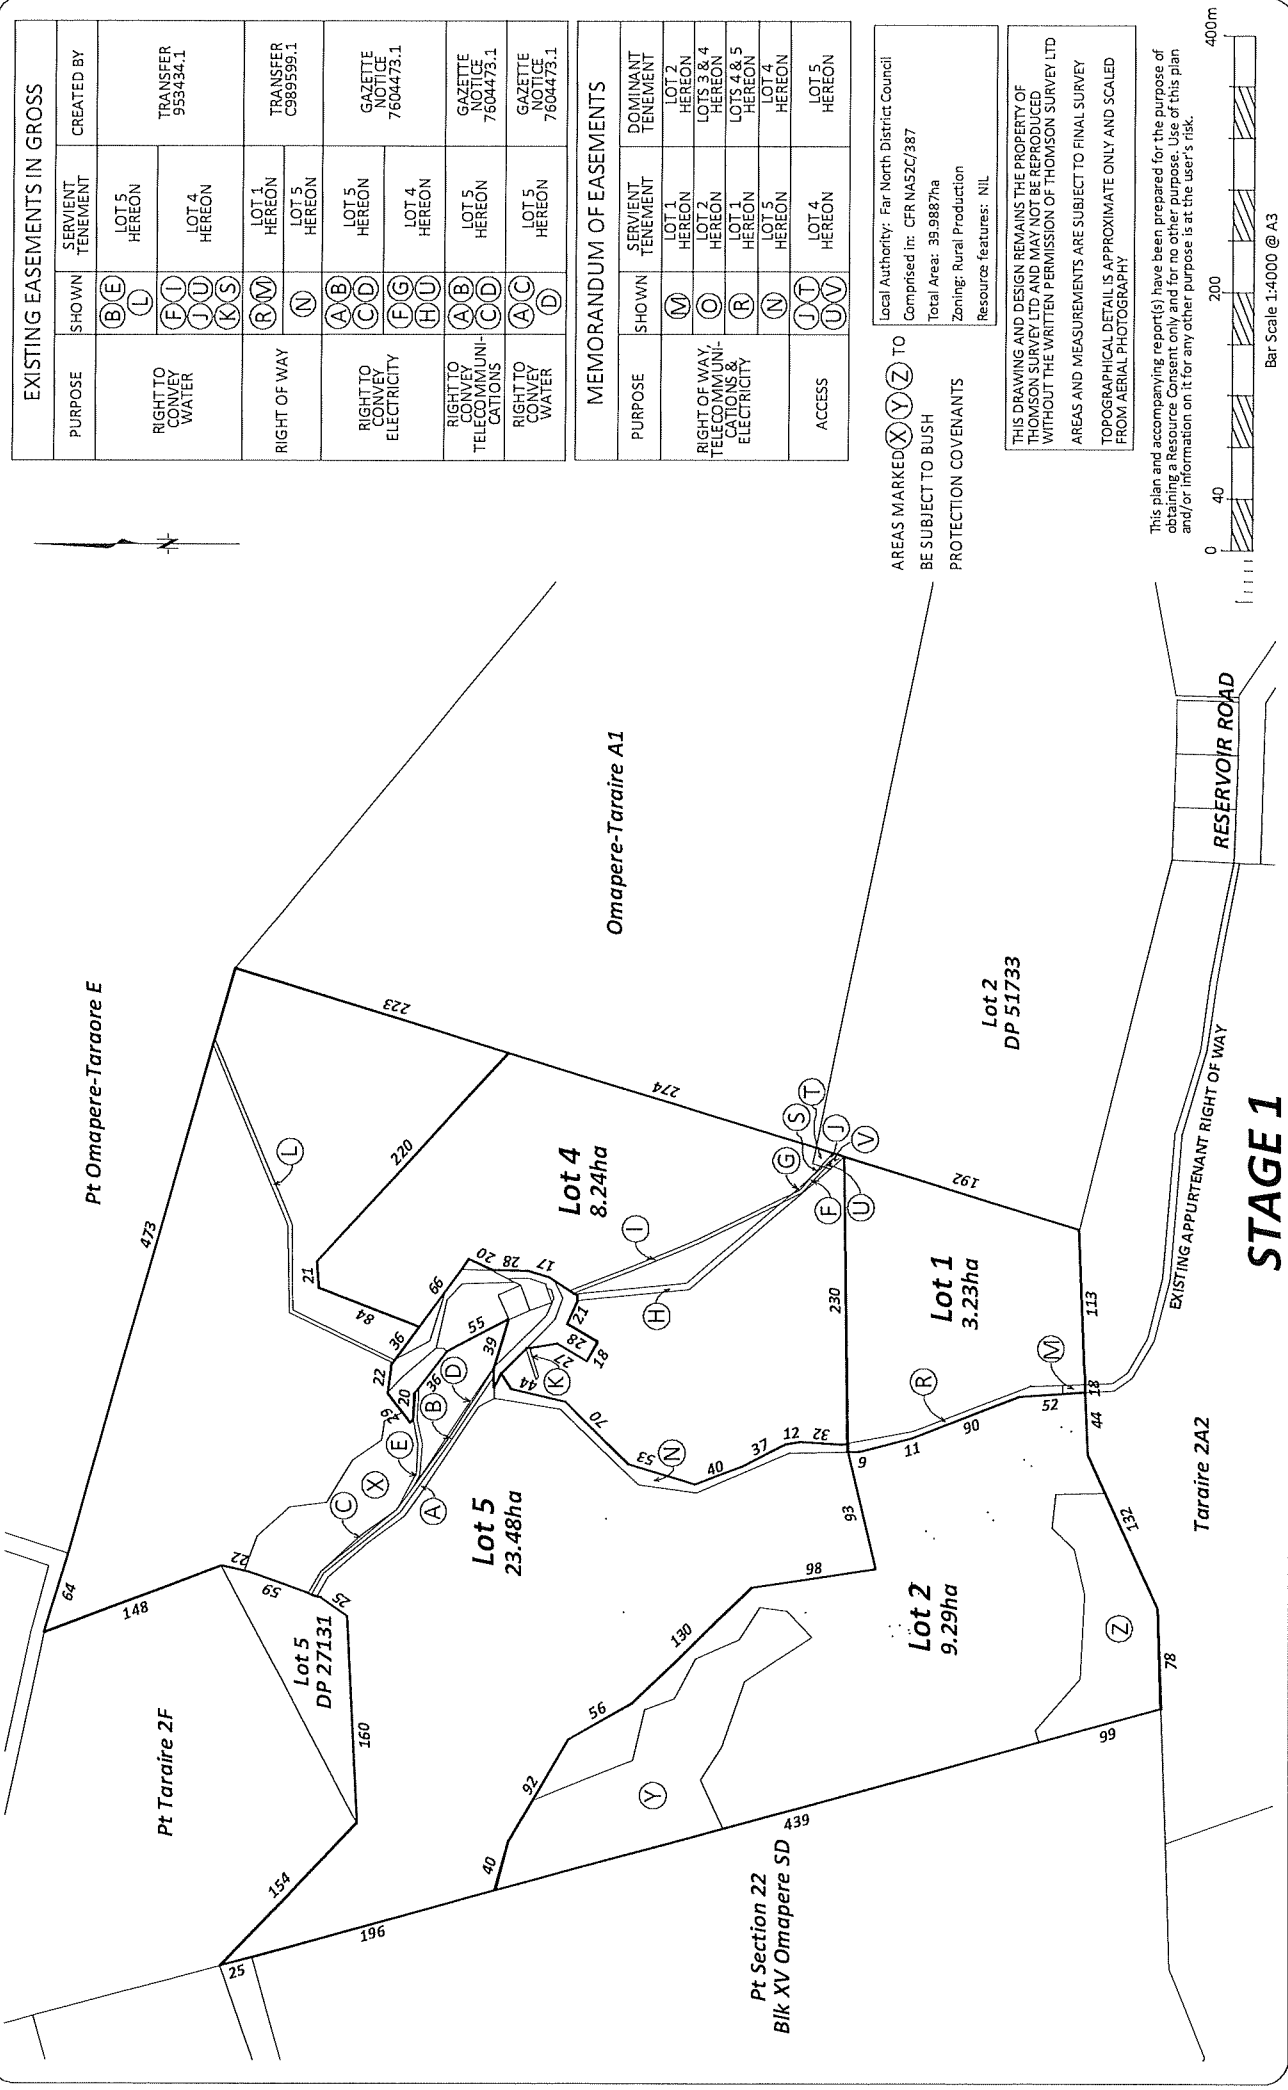 EXISTING EASEMENTS IN GROSS
PURPOSE
SHOWN
SERVIENT
TENEMENT
CREATED BY
RIGHT TO
CONVEY
WATER
B E
L
LOT 5
HEREON
F I
J U
K S
LOT 4
HEREON
TRANSFER
953434.1
RIGHT OF WAY
R M
LOT 1
HEREON
N
LOT 5
HEREON
TRANSFER
C989599.1
RIGHT TO
CONVEY
ELECTRICITY
A B
C D
LOT 5
HEREON
F G
H U
LOT 4
HEREON
GAZETTE
NOTICE
7604473.1
RIGHT TO
CONVEY
TELECOMMUNI-
CATIONS
A B
C D
LOT 5
HEREON
GAZETTE
NOTICE
7604473.1
RIGHT TO
CONVEY
WATER
A C
D
LOT 5
HEREON
GAZETTE
NOTICE
7604473.1
MEMORANDUM OF EASEMENTS
PURPOSE
SHOWN
SERVIENT
TENEMENT
DOMINANT
TENEMENT
RIGHT OF WAY,
TELECOMMUNI-
CATIONS &
ELECTRICITY
M
LOT 1
HEREON
LOT 2
HEREON
O
LOT 2
HEREON
LOTS 3 & 4
HEREON
R
LOT 1
HEREON
LOTS 4 & 5
HEREON
N
LOT 5
HEREON
LOT 4
HEREON
ACCESS
J T
U V
LOT 4
HEREON
LOT 5
HEREON
AREAS MARKED X Y Z TO
BE SUBJECT TO BUSH
PROTECTION COVENANTS
Local Authority: Far North District Council
Comprised in: CFR NA52C/387
Total Area: 39.9887ha
Zoning: Rural Production
Resource features: NIL
THIS DRAWING AND DESIGN REMAINS THE PROPERTY OF
THOMSON SURVEY LTD AND MAY NOT BE REPRODUCED
WITHOUT THE WRITTEN PERMISSION OF THOMSON SURVEY LTD
AREAS AND MEASUREMENTS ARE SUBJECT TO FINAL SURVEY
TOPOGRAPHICAL DETAIL IS APPROXIMATE ONLY AND SCALED
FROM AERIAL PHOTOGRAPHY
This plan and accompanying report(s) have been prepared for the purpose of
obtaining a Resource Consent only and for no other purpose. Use of this plan
and/or information on it for any other purpose is at the user's risk.
0
40
200
400m
Bar Scale 1:4000 @ A3
N
Pt Omapere-Taraore E
Pt Taraire 2F
Omapere-Taraire A1
Lot 5
DP 27131
Lot 4
8.24ha
Lot 5
23.48ha
Lot 1
3.23ha
Lot 2
9.29ha
Lot 2
DP 51733
Pt Section 22
Blk XV Omapere SD
Taraire 2A2
RESERVOIR ROAD
EXISTING APPURTENANT RIGHT OF WAY
STAGE 1
64
473
148
22
59
25
160
154
25
196
40
92
56
130
86
93
9
439
99
78
132
44
18
113
192
52
90
11
230
274
223
220
21
84
36
22
29
20
36
55
39
66
20
28
17
21
28
18
27
44
70
53
40
37
12
32
L
C
X
E
B
D
A
K
N
H
I
G
S
T
F
J
U
V
R
M
Y
Z